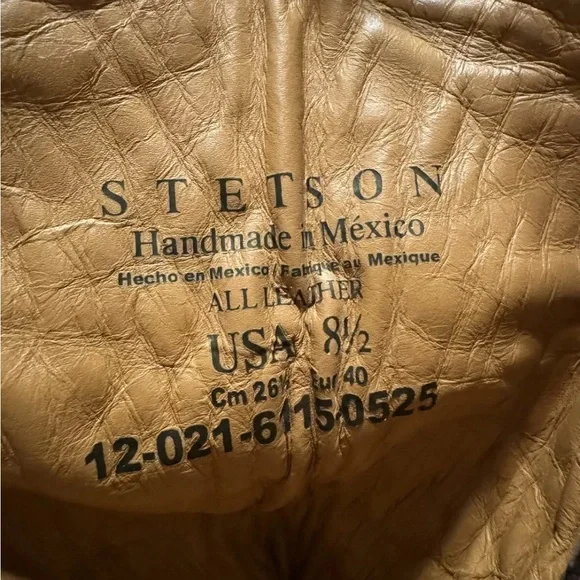 STETSON
Handmade in México
Hecho en Mexico / Fabrique au Mexique
ALL LEATHER
USA 8½
Cm 26½ Eur 40
12-021-6115-0525